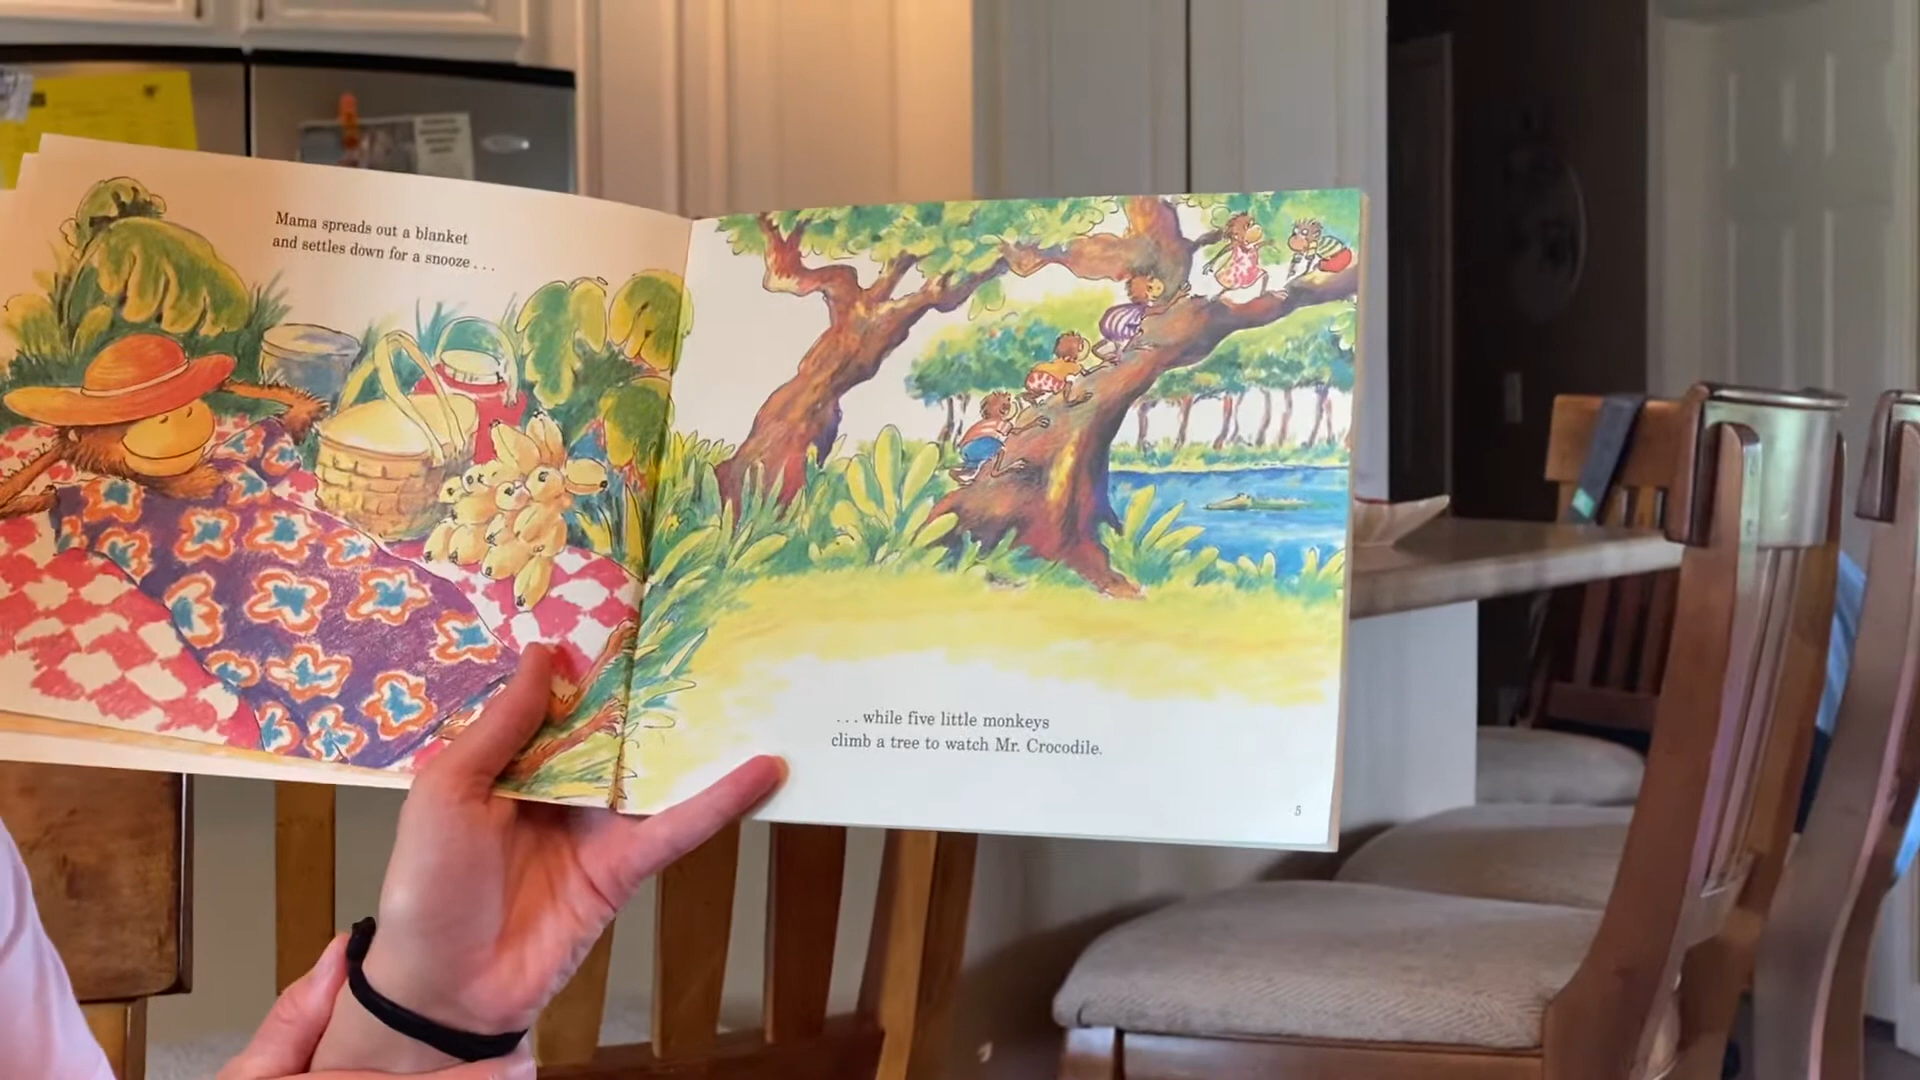 Mama spreads out a blanket
and settles down for a snooze . . .
. . . while five little monkeys
climb a tree to watch Mr. Crocodile.
5